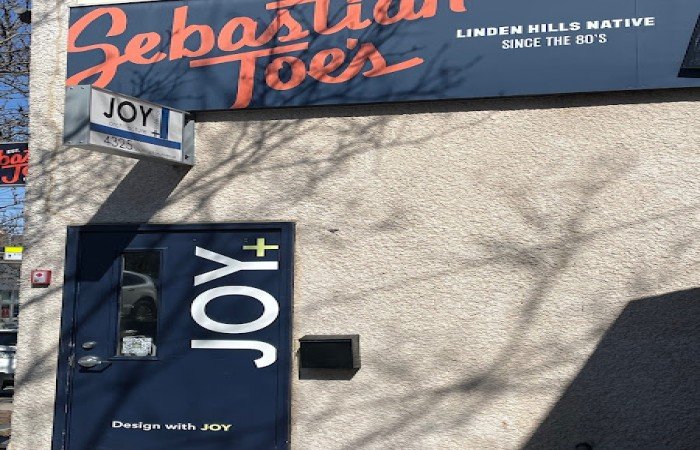 Sebastian
Joe's
LINDEN HILLS NATIVE
SINCE THE 80'S
JOY+
4325
JOY+
Design with JOY